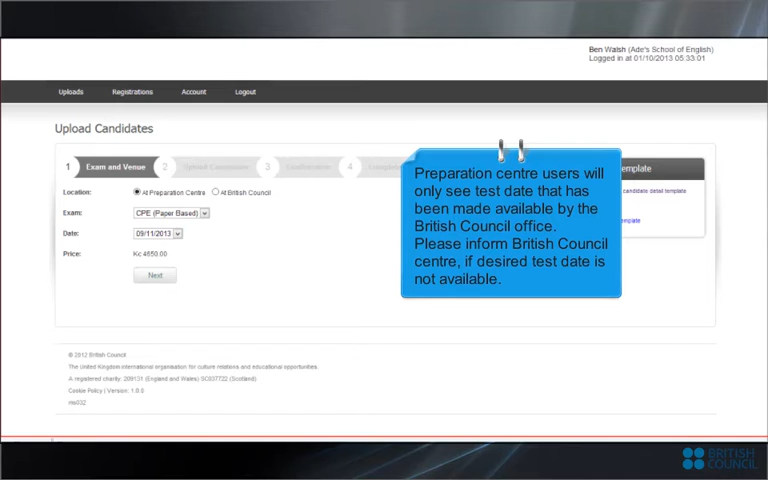 Ben Walsh (Ade's School of English)
Logged in at 01/10/2013 05.33.01
Uploads Registrations Account Logout
Upload Candidates
1 Exam and Venue 2 3 4
Location: At Preparation Centre At British Council
Exam: CPE (Paper Based)
Date: 09/11/2013
Price: Kc 4650.00
Next
Preparation centre users will
only see test date that has
been made available by the
British Council office.
Please inform British Council
centre, if desired test date is
not available.
candidate detail template
© 2012 British Council
The United Kingdom international organisation for culture relations and educational opportunities.
A registered charity: 209131 (England and Wales) SC037722 (Scotland)
Cookie Policy | Version: 1.8.0
BRITISH
COUNCIL